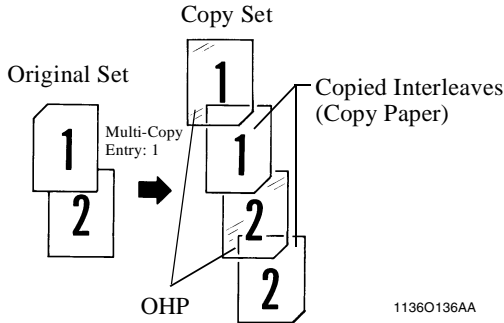 Copy Set
Original Set
1
2
Multi-Copy
Entry: 1
1
1
2
2
Copied Interleaves
(Copy Paper)
OHP
1136O136AA